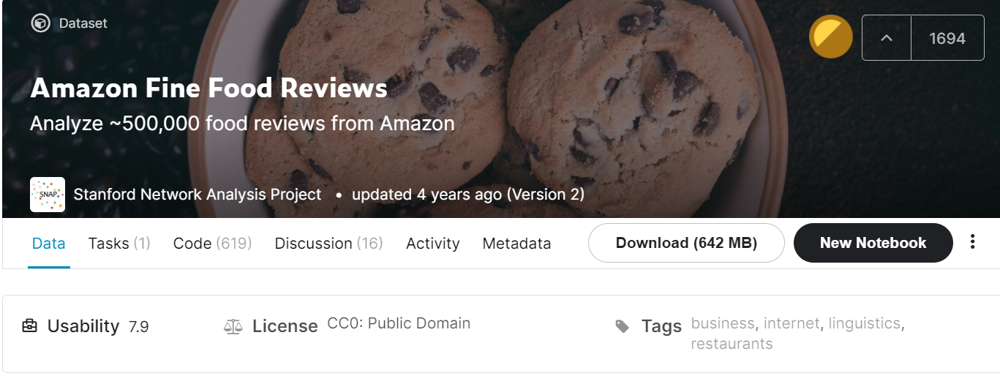 Dataset
1694
Amazon Fine Food Reviews
Analyze ~500,000 food reviews from Amazon
SNAP
Stanford Network Analysis Project • updated 4 years ago (Version 2)
Data Tasks (1) Code (619) Discussion (16) Activity Metadata Download (642 MB) New Notebook
Usability 7.9 License CC0: Public Domain Tags business, internet, linguistics,
restaurants